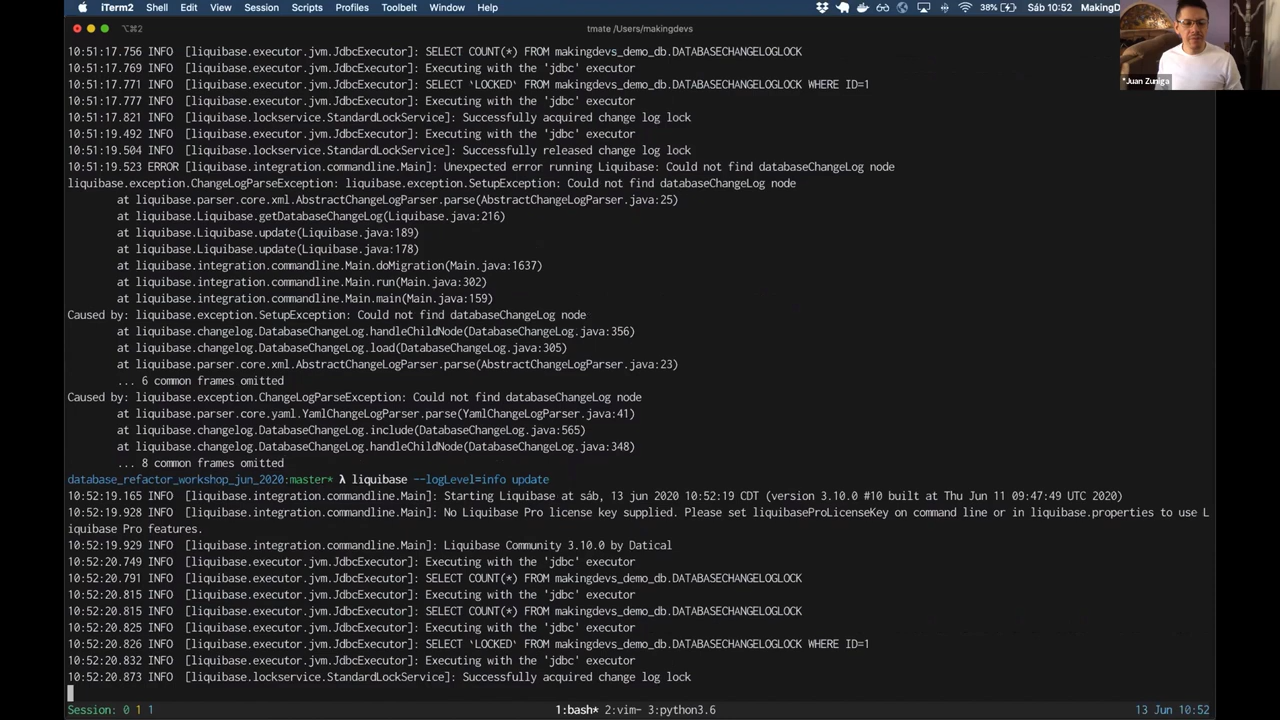 iTerm2 Shell Edit View Session Scripts Profiles Toolbelt Window Help 38% Sáb 10:52 MakingD
⌥⌘2 tmate /Users/makingdevs
*Juan Zuniga
10:51:17.756 INFO [liquibase.executor.jvm.JdbcExecutor]: SELECT COUNT(*) FROM makingdevs_demo_db.DATABASECHANGELOGLOCK
10:51:17.769 INFO [liquibase.executor.jvm.JdbcExecutor]: Executing with the 'jdbc' executor
10:51:17.771 INFO [liquibase.executor.jvm.JdbcExecutor]: SELECT `LOCKED` FROM makingdevs_demo_db.DATABASECHANGELOGLOCK WHERE ID=1
10:51:17.777 INFO [liquibase.executor.jvm.JdbcExecutor]: Executing with the 'jdbc' executor
10:51:17.821 INFO [liquibase.lockservice.StandardLockService]: Successfully acquired change log lock
10:51:19.492 INFO [liquibase.executor.jvm.JdbcExecutor]: Executing with the 'jdbc' executor
10:51:19.504 INFO [liquibase.lockservice.StandardLockService]: Successfully released change log lock
10:51:19.523 ERROR [liquibase.integration.commandline.Main]: Unexpected error running Liquibase: Could not find databaseChangeLog node
liquibase.exception.ChangeLogParseException: liquibase.exception.SetupException: Could not find databaseChangeLog node
at liquibase.parser.core.xml.AbstractChangeLogParser.parse(AbstractChangeLogParser.java:25)
at liquibase.Liquibase.getDatabaseChangeLog(Liquibase.java:216)
at liquibase.Liquibase.update(Liquibase.java:189)
at liquibase.Liquibase.update(Liquibase.java:178)
at liquibase.integration.commandline.Main.doMigration(Main.java:1637)
at liquibase.integration.commandline.Main.run(Main.java:302)
at liquibase.integration.commandline.Main.main(Main.java:159)
Caused by: liquibase.exception.SetupException: Could not find databaseChangeLog node
at liquibase.changelog.DatabaseChangeLog.handleChildNode(DatabaseChangeLog.java:356)
at liquibase.changelog.DatabaseChangeLog.load(DatabaseChangeLog.java:305)
at liquibase.parser.core.xml.AbstractChangeLogParser.parse(AbstractChangeLogParser.java:23)
... 6 common frames omitted
Caused by: liquibase.exception.ChangeLogParseException: Could not find databaseChangeLog node
at liquibase.parser.core.yaml.YamlChangeLogParser.parse(YamlChangeLogParser.java:41)
at liquibase.changelog.DatabaseChangeLog.include(DatabaseChangeLog.java:565)
at liquibase.changelog.DatabaseChangeLog.handleChildNode(DatabaseChangeLog.java:348)
... 8 common frames omitted
database_refactor_workshop_jun_2020:master* λ liquibase --logLevel=info update
10:52:19.165 INFO [liquibase.integration.commandline.Main]: Starting Liquibase at sáb, 13 jun 2020 10:52:19 CDT (version 3.10.0 #10 built at Thu Jun 11 09:47:49 UTC 2020)
10:52:19.928 INFO [liquibase.integration.commandline.Main]: No Liquibase Pro license key supplied. Please set liquibaseProLicenseKey on command line or in liquibase.properties to use L
iquibase Pro features.
10:52:19.929 INFO [liquibase.integration.commandline.Main]: Liquibase Community 3.10.0 by Datical
10:52:20.749 INFO [liquibase.executor.jvm.JdbcExecutor]: Executing with the 'jdbc' executor
10:52:20.791 INFO [liquibase.executor.jvm.JdbcExecutor]: SELECT COUNT(*) FROM makingdevs_demo_db.DATABASECHANGELOGLOCK
10:52:20.815 INFO [liquibase.executor.jvm.JdbcExecutor]: Executing with the 'jdbc' executor
10:52:20.815 INFO [liquibase.executor.jvm.JdbcExecutor]: SELECT COUNT(*) FROM makingdevs_demo_db.DATABASECHANGELOGLOCK
10:52:20.825 INFO [liquibase.executor.jvm.JdbcExecutor]: Executing with the 'jdbc' executor
10:52:20.826 INFO [liquibase.executor.jvm.JdbcExecutor]: SELECT `LOCKED` FROM makingdevs_demo_db.DATABASECHANGELOGLOCK WHERE ID=1
10:52:20.832 INFO [liquibase.executor.jvm.JdbcExecutor]: Executing with the 'jdbc' executor
10:52:20.873 INFO [liquibase.lockservice.StandardLockService]: Successfully acquired change log lock
Session: 0 1 1 1:bash* 2:vim- 3:python3.6 13 Jun 10:52